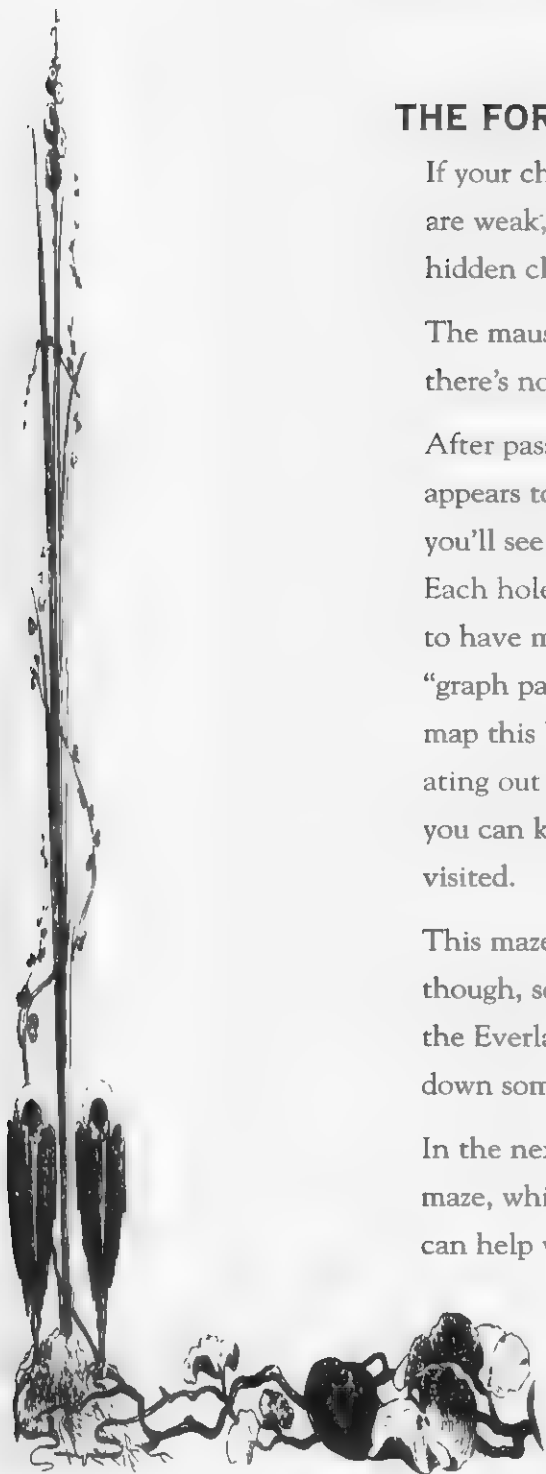 THE FOR
If your ch
are weak,
hidden cl
The maus
there's no
After pass
appears to
you'll see
Each hole
to have m
"graph pa
map this
ating out
you can k
visited.
This maze
though, se
the Everla
down som
In the nex
maze, whi
can help